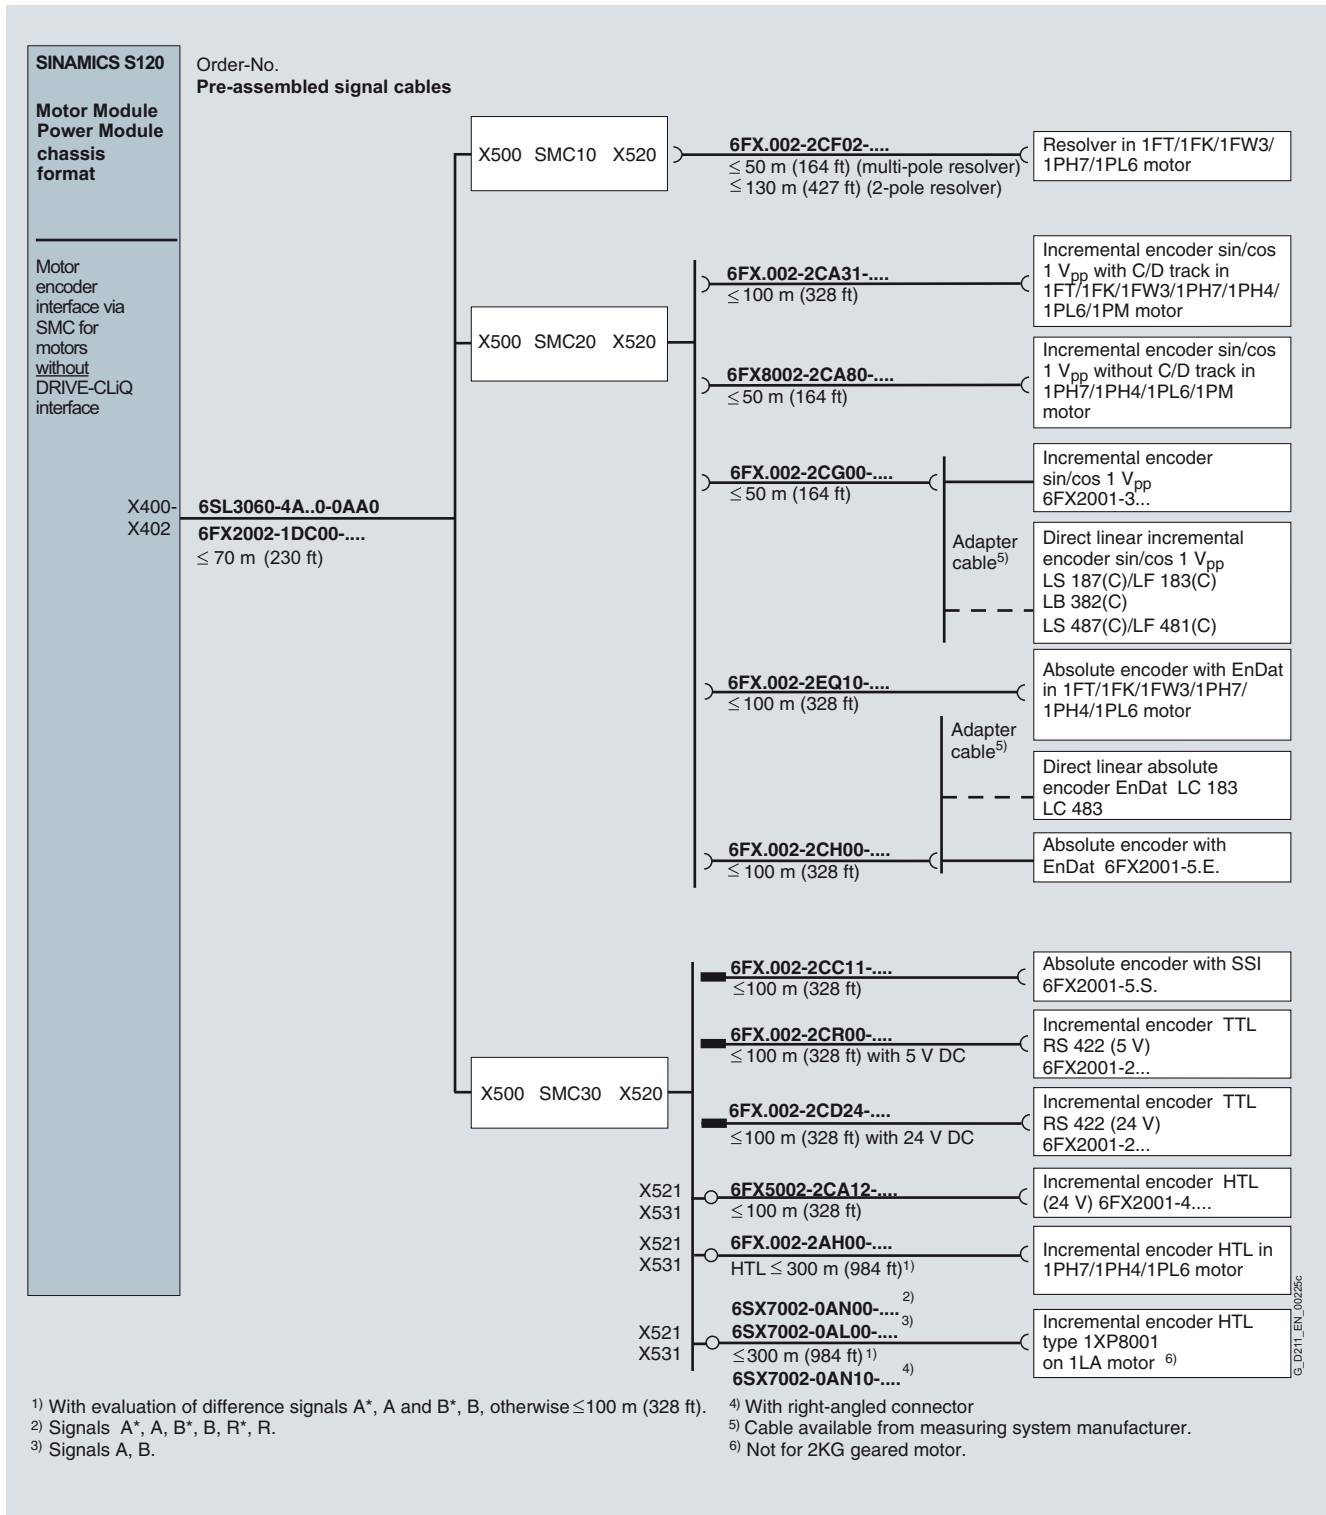 SINAMICS S120
Motor Module
Power Module
chassis
format
Motor
encoder
interface via
SMC for
motors
without
DRIVE-CLiQ
interface
X400-
X402
Order-No.
Pre-assembled signal cables
6SL3060-4A..0-0AA0
6FX2002-1DC00-....
≤ 70 m (230 ft)
X500 SMC10 X520
6FX.002-2CF02-....
≤ 50 m (164 ft) (multi-pole resolver)
≤ 130 m (427 ft) (2-pole resolver)
Resolver in 1FT/1FK/1FW3/
1PH7/1PL6 motor
X500 SMC20 X520
6FX.002-2CA31-....
≤ 100 m (328 ft)
Incremental encoder sin/cos
1 Vpp with C/D track in
1FT/1FK/1FW3/1PH7/1PH4/
1PL6/1PM motor
6FX8002-2CA80-....
≤ 50 m (164 ft)
Incremental encoder sin/cos
1 Vpp without C/D track in
1PH7/1PH4/1PL6/1PM
motor
6FX.002-2CG00-....
≤ 50 m (164 ft)
Adapter
cable5)
Incremental encoder
sin/cos 1 Vpp
6FX2001-3...
Direct linear incremental
encoder sin/cos 1 Vpp
LS 187(C)/LF 183(C)
LB 382(C)
LS 487(C)/LF 481(C)
6FX.002-2EQ10-....
≤ 100 m (328 ft)
Absolute encoder with EnDat
in 1FT/1FK/1FW3/1PH7/
1PH4/1PL6 motor
Adapter
cable5)
Direct linear absolute
encoder EnDat LC 183
LC 483
6FX.002-2CH00-....
≤ 100 m (328 ft)
Absolute encoder with
EnDat 6FX2001-5.E.
X500 SMC30 X520
6FX.002-2CC11-....
≤100 m (328 ft)
Absolute encoder with SSI
6FX2001-5.S.
6FX.002-2CR00-....
≤ 100 m (328 ft) with 5 V DC
Incremental encoder TTL
RS 422 (5 V)
6FX2001-2...
6FX.002-2CD24-....
≤100 m (328 ft) with 24 V DC
Incremental encoder TTL
RS 422 (24 V)
6FX2001-2...
X521
X531
6FX5002-2CA12-....
≤ 100 m (328 ft)
Incremental encoder HTL
(24 V) 6FX2001-4....
X521
X531
6FX.002-2AH00-....
HTL ≤ 300 m (984 ft)1)
Incremental encoder HTL in
1PH7/1PH4/1PL6 motor
X521
X531
6SX7002-0AN00-.... 2)
6SX7002-0AL00-.... 3)
≤300 m (984 ft)1)
6SX7002-0AN10-.... 4)
Incremental encoder HTL
type 1XP8001
on 1LA motor 6)
G_D211_EN_00225c
1) With evaluation of difference signals A*, A and B*, B, otherwise ≤100 m (328 ft).
2) Signals A*, A, B*, B, R*, R.
3) Signals A, B.
4) With right-angled connector
5) Cable available from measuring system manufacturer.
6) Not for 2KG geared motor.